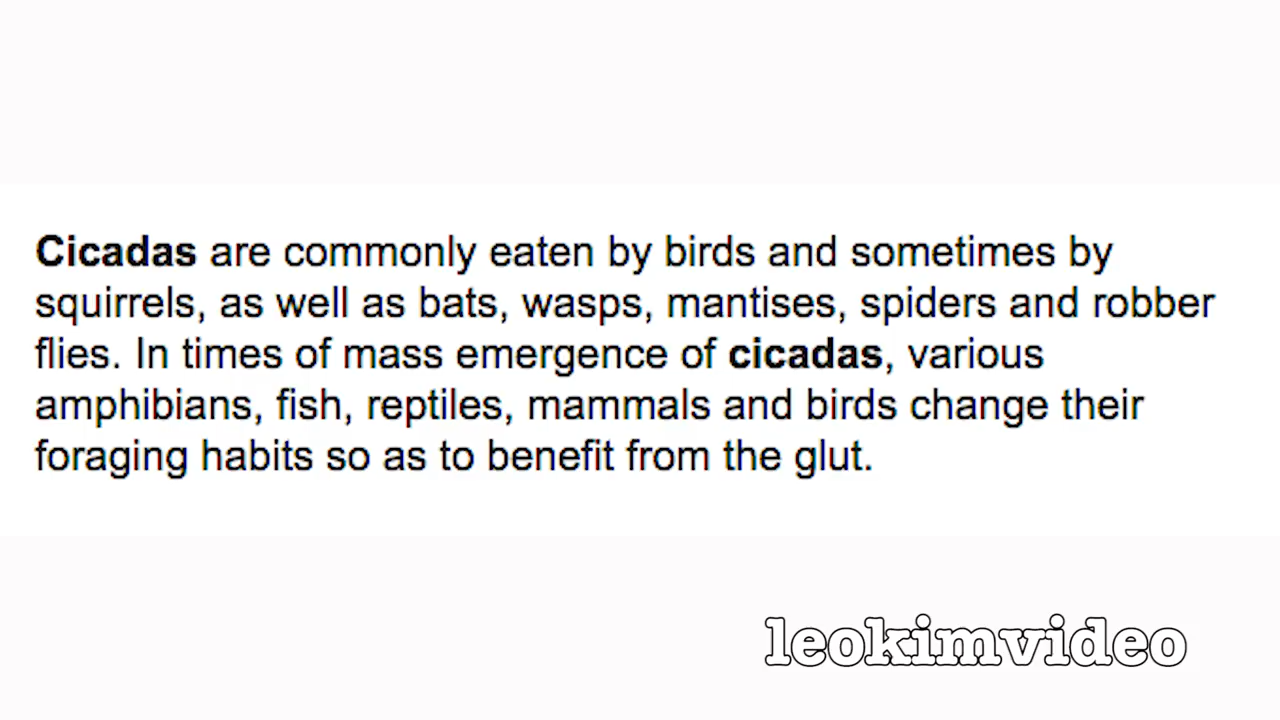 Cicadas are commonly eaten by birds and sometimes by
squirrels, as well as bats, wasps, mantises, spiders and robber
flies. In times of mass emergence of cicadas, various
amphibians, fish, reptiles, mammals and birds change their
foraging habits so as to benefit from the glut.
leokimvideo